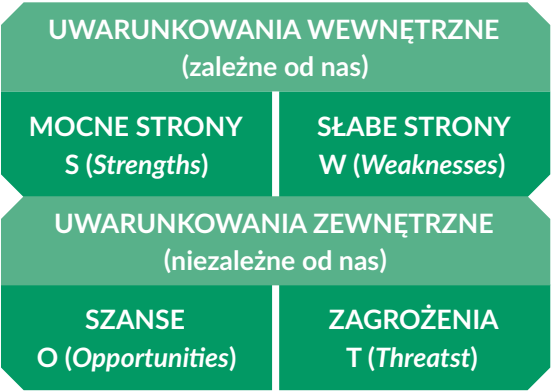 UWARUNKOWANIA WEWNĘTRZNE
(zależne od nas)
MOCNE STRONY
S (Strengths)
SŁABE STRONY
W (Weaknesses)
UWARUNKOWANIA ZEWNĘTRZNE
(niezależne od nas)
SZANSE
O (Opportunities)
ZAGROŻENIA
T (Threatst)